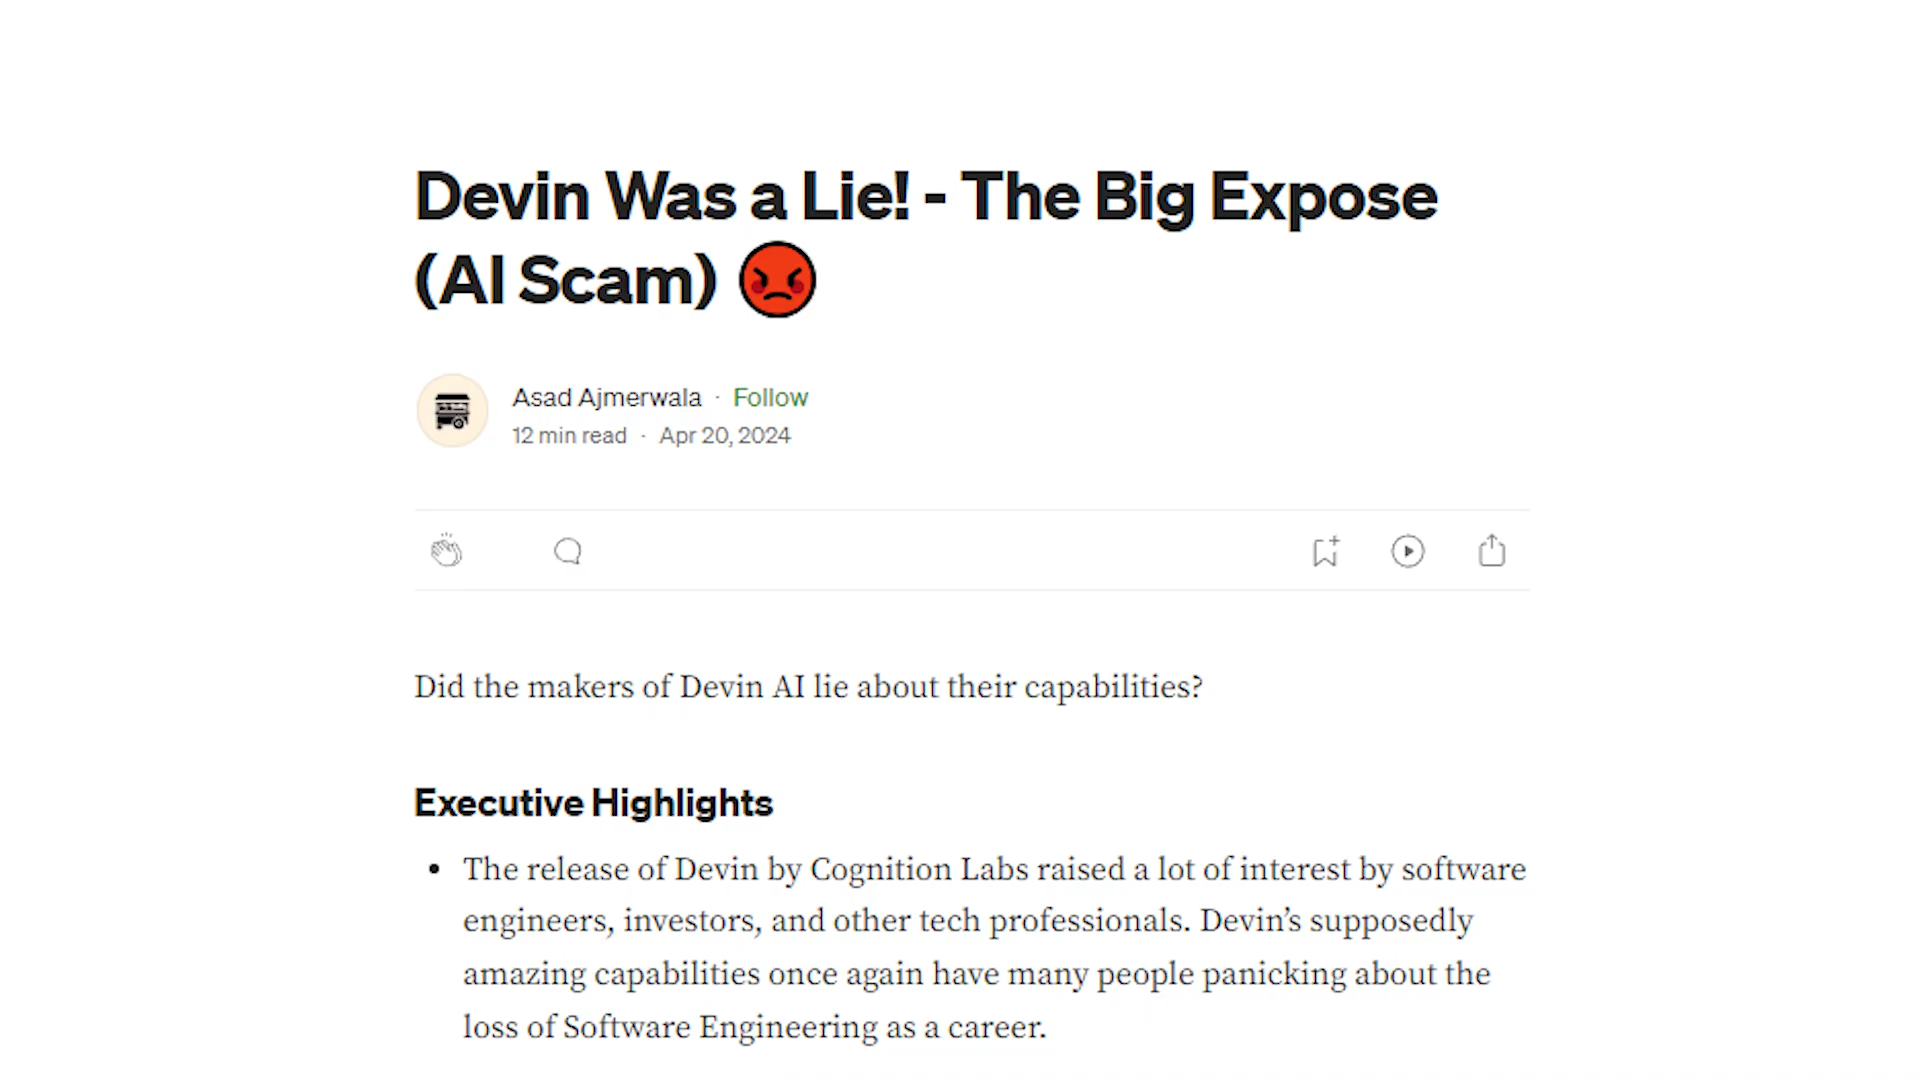 Devin Was a Lie! - The Big Expose
(AI Scam) 😡
Asad Ajmerwala · Follow
12 min read · Apr 20, 2024
Did the makers of Devin AI lie about their capabilities?
Executive Highlights
• The release of Devin by Cognition Labs raised a lot of interest by software
engineers, investors, and other tech professionals. Devin’s supposedly
amazing capabilities once again have many people panicking about the
loss of Software Engineering as a career.